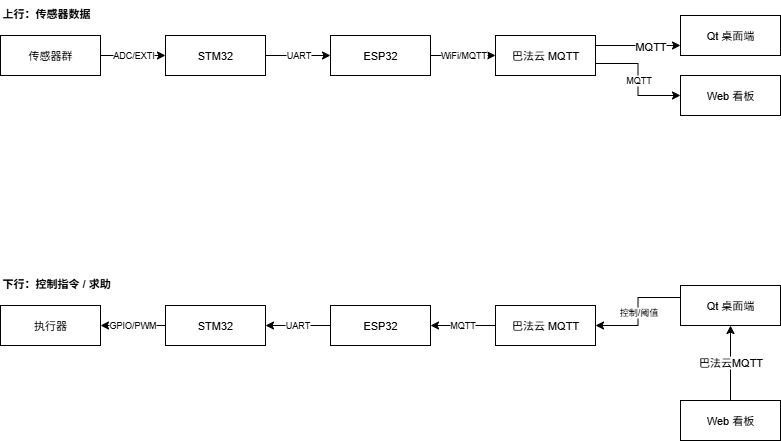 上行：传感器数据
传感器群
ADC/EXTI
STM32
UART
ESP32
WiFi/MQTT
巴法云 MQTT
MQTT
Qt 桌面端
MQTT
Web 看板
下行：控制指令 / 求助
执行器
GPIO/PWM
STM32
UART
ESP32
MQTT
巴法云 MQTT
控制/阈值
Qt 桌面端
巴法云MQTT
Web 看板